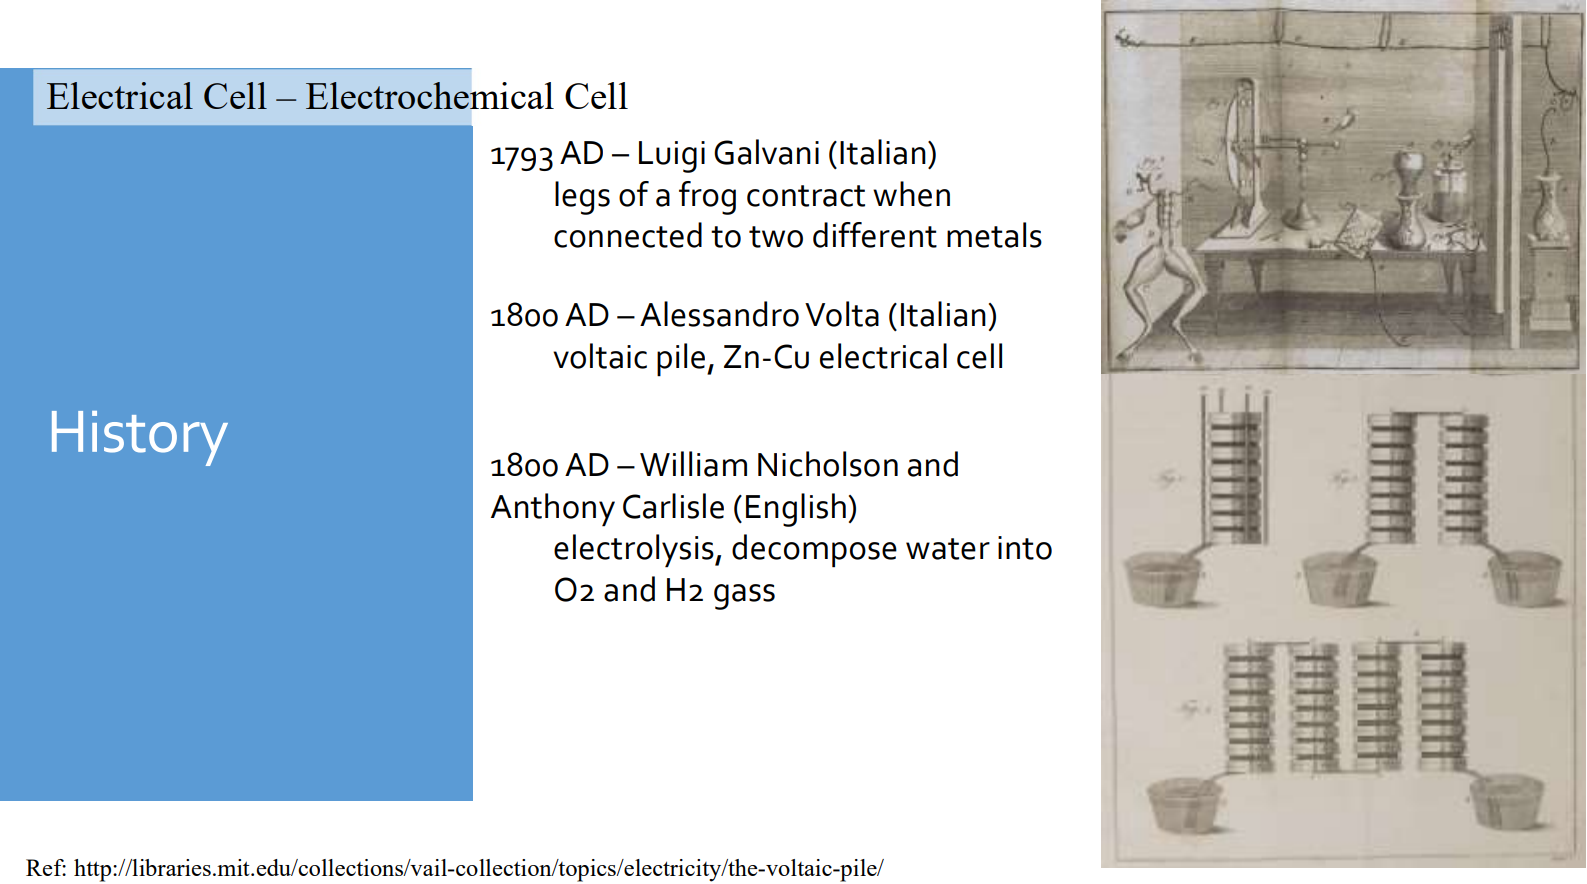 Electrical Cell – Electrochemical Cell
History
1793 AD – Luigi Galvani (Italian)
legs of a frog contract when
connected to two different metals
1800 AD – Alessandro Volta (Italian)
voltaic pile, Zn-Cu electrical cell
1800 AD – William Nicholson and
Anthony Carlisle (English)
electrolysis, decompose water into
O2 and H2 gass
Ref: http://libraries.mit.edu/collections/vail-collection/topics/electricity/the-voltaic-pile/